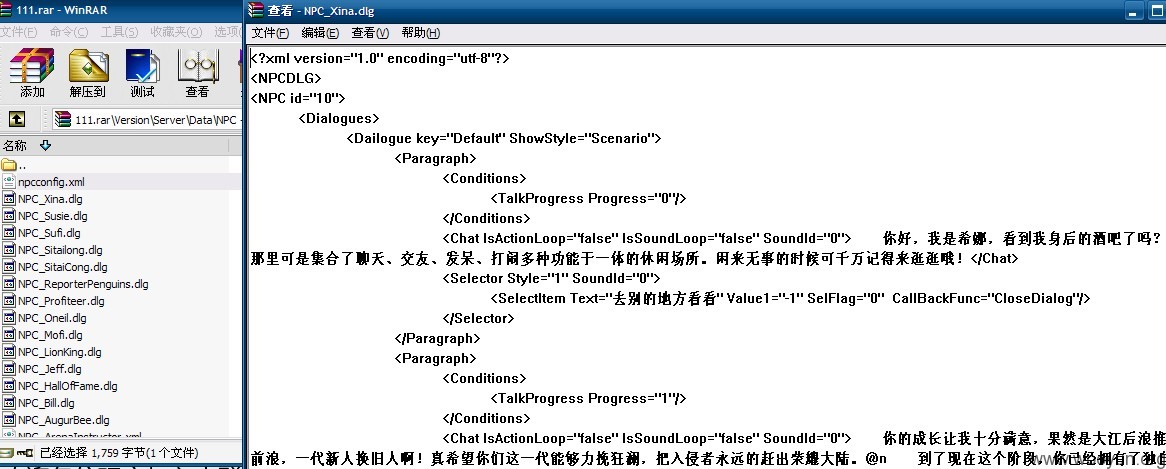 111.rar - WinRAR
文件(F) 命令(C) 工具(S) 收藏夹(O) 选项
添加 解压到 测试 查看
111.rar\Version\Server\Data\NPC -
名称
..
npcconfig.xml
NPC_Xina.dlg
NPC_Susie.dlg
NPC_Sufi.dlg
NPC_Sitailong.dlg
NPC_SitaiCong.dlg
NPC_ReporterPenguins.dlg
NPC_Profiteer.dlg
NPC_Oneil.dlg
NPC_Mofi.dlg
NPC_LionKing.dlg
NPC_Jeff.dlg
NPC_HallOfFame.dlg
NPC_Bill.dlg
NPC_AugurBee.dlg
NPC_ArenaInstructor.xml
已经选择 1,759 字节(1 个文件)
查看 - NPC_Xina.dlg
文件(F) 编辑(E) 查看(V) 帮助(H)
<?xml version="1.0" encoding="utf-8"?>
<NPCDLG>
<NPC id="10">
<Dialogues>
<Dailogue key="Default" ShowStyle="Scenario">
<Paragraph>
<Conditions>
<TalkProgress Progress="0"/>
</Conditions>
<Chat IsActionLoop="false" IsSoundLoop="false" SoundId="0"> 你好，我是希娜，看到我身后的酒吧了吗？
那里可是集合了聊天、交友、发呆、打闹多种功能于一体的休闲场所。闲来无事的时候可千万记得来逛逛哦！</Chat>
<Selector Style="1" SoundId="0">
<SelectItem Text="去别的地方看看" Value1="-1" SelFlag="0" CallBackFunc="CloseDialog"/>
</Selector>
</Paragraph>
<Paragraph>
<Conditions>
<TalkProgress Progress="1"/>
</Conditions>
<Chat IsActionLoop="false" IsSoundLoop="false" SoundId="0"> 你的成长让我十分满意，果然是大江后浪推
前浪，一代新人换旧人啊！真希望你们这一代能够力挽狂澜，把入侵者永远的赶出荣耀大陆。@n 到了现在这个阶段，你已经拥有了独